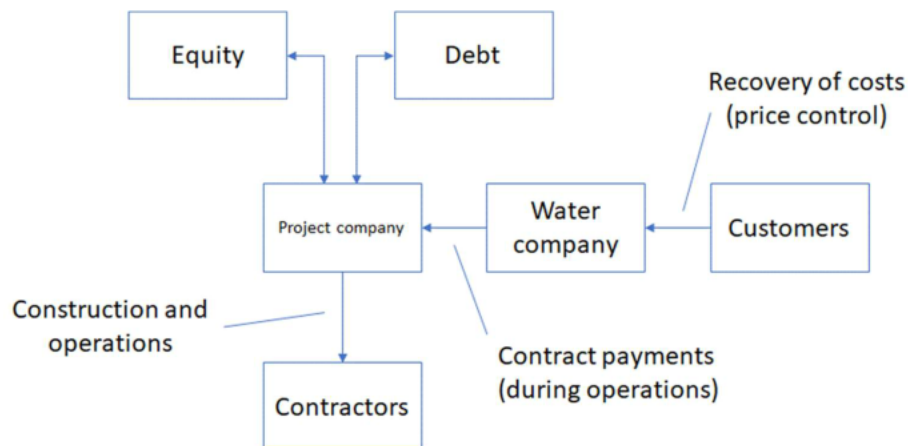 Equity
Debt
Recovery of costs
(price control)
Project company
Water
company
Customers
Construction and
operations
Contract payments
(during operations)
Contractors